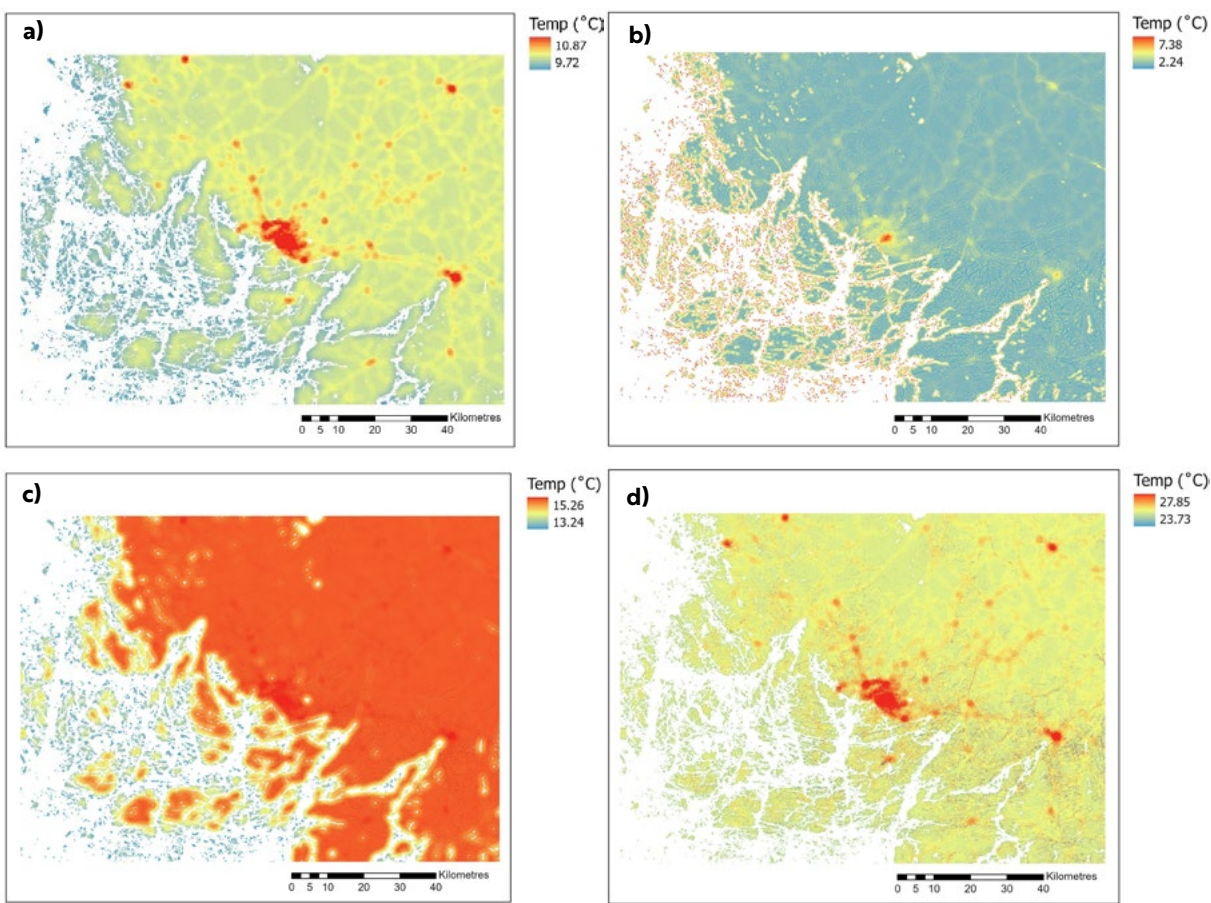 a)
Temp (°C)
10.87
9.72
Kilometres
0 5 10 20 30 40
b)
Temp (°C)
7.38
2.24
Kilometres
0 5 10 20 30 40
c)
Temp (°C)
15.26
13.24
Kilometres
0 5 10 20 30 40
d)
Temp (°C)
27.85
23.73
Kilometres
0 5 10 20 30 40